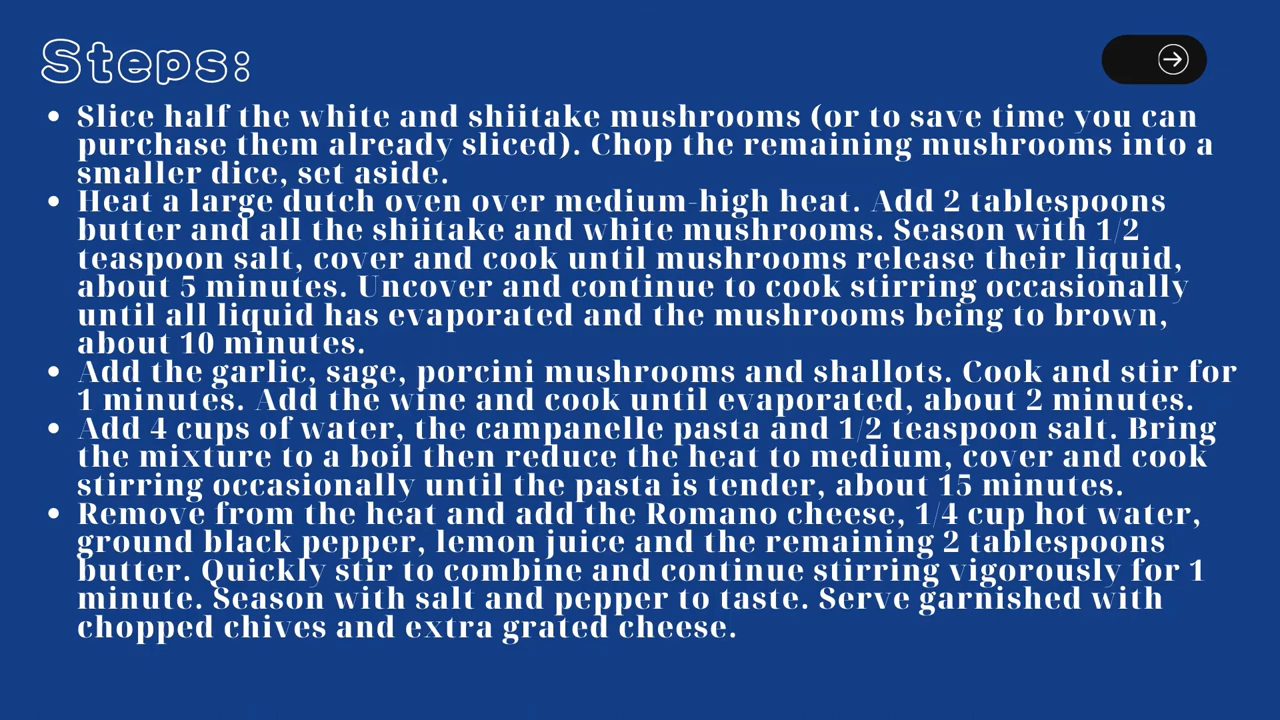 Steps:
• Slice half the white and shiitake mushrooms (or to save time you can
purchase them already sliced). Chop the remaining mushrooms into a
smaller dice, set aside.
• Heat a large dutch oven over medium-high heat. Add 2 tablespoons
butter and all the shiitake and white mushrooms. Season with 1/2
teaspoon salt, cover and cook until mushrooms release their liquid,
about 5 minutes. Uncover and continue to cook stirring occasionally
until all liquid has evaporated and the mushrooms being to brown,
about 10 minutes.
• Add the garlic, sage, porcini mushrooms and shallots. Cook and stir for
1 minutes. Add the wine and cook until evaporated, about 2 minutes.
• Add 4 cups of water, the campanelle pasta and 1/2 teaspoon salt. Bring
the mixture to a boil then reduce the heat to medium, cover and cook
stirring occasionally until the pasta is tender, about 15 minutes.
• Remove from the heat and add the Romano cheese, 1/4 cup hot water,
ground black pepper, lemon juice and the remaining 2 tablespoons
butter. Quickly stir to combine and continue stirring vigorously for 1
minute. Season with salt and pepper to taste. Serve garnished with
chopped chives and extra grated cheese.